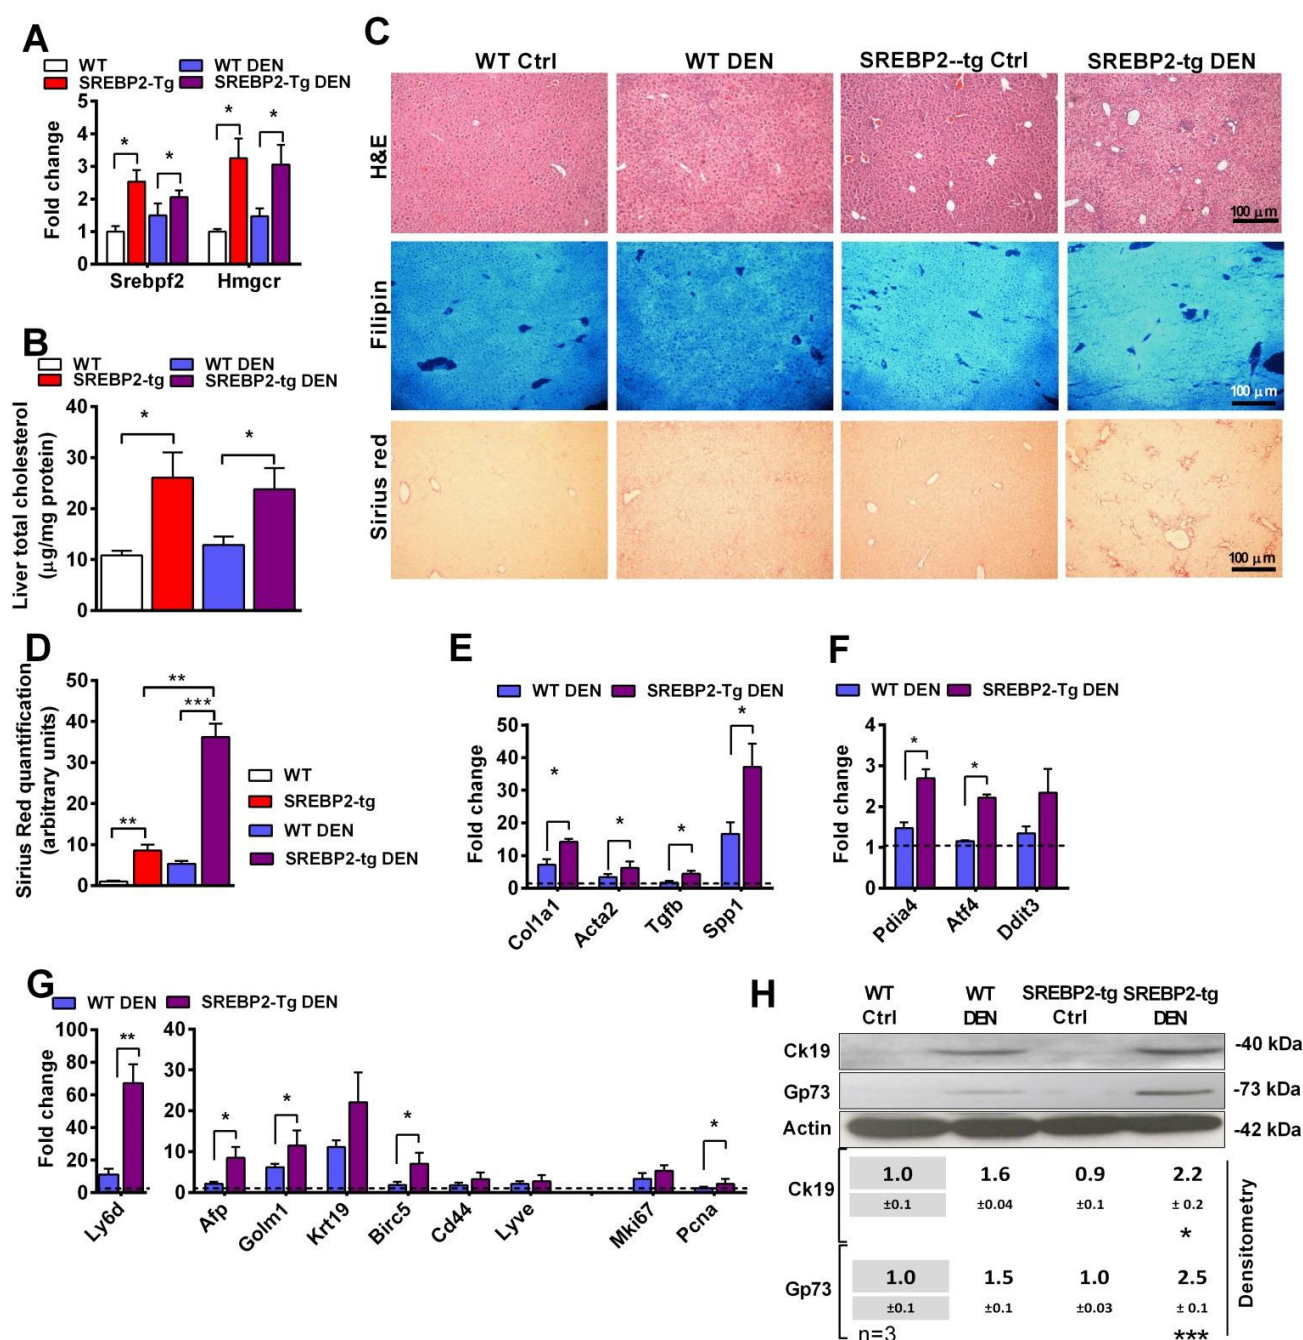 A
WT
WT DEN
SREBP2-Tg
SREBP2-Tg DEN
Fold change
5
4
3
2
1
0
*
*
*
*
Srebpf2
Hmgcr
B
WT
WT DEN
SREBP2-tg
SREBP2-tg DEN
Liver total cholesterol
(µg/mg protein)
40
30
20
10
0
*
*
C
WT Ctrl
WT DEN
SREBP2--tg Ctrl
SREBP2-tg DEN
H&E
100 µm
Filipin
100 µm
Sirius red
100 µm
D
Sirius Red quantification
(arbitrary units)
50
40
30
20
10
0
**
**
***
WT
SREBP2-tg
WT DEN
SREBP2-tg DEN
E
WT DEN
SREBP2-Tg DEN
Fold change
50
40
30
20
10
0
*
*
*
*
Col1a1
Acta2
Tgfb
Spp1
F
WT DEN
SREBP2-Tg DEN
Fold change
4
3
2
1
0
*
*
Pdia4
Atf4
Ddit3
G
WT DEN
SREBP2-Tg DEN
Fold change
100
80
60
40
20
0
**
Ly6d
40
30
20
10
0
*
*
*
*
Afp
Golm1
Krt19
Birc5
Cd44
Lyve
Mki67
Pcna
H
WT
Ctrl
WT
DEN
SREBP2-tg
Ctrl
SREBP2-tg
DEN
Ck19
-40 kDa
Gp73
-73 kDa
Actin
-42 kDa
Ck19
1.0
1.6
0.9
2.2
±0.1
±0.04
±0.1
± 0.2
*
Gp73
1.0
1.5
1.0
2.5
±0.1
±0.1
±0.03
± 0.1
n=3
***
Densitometry